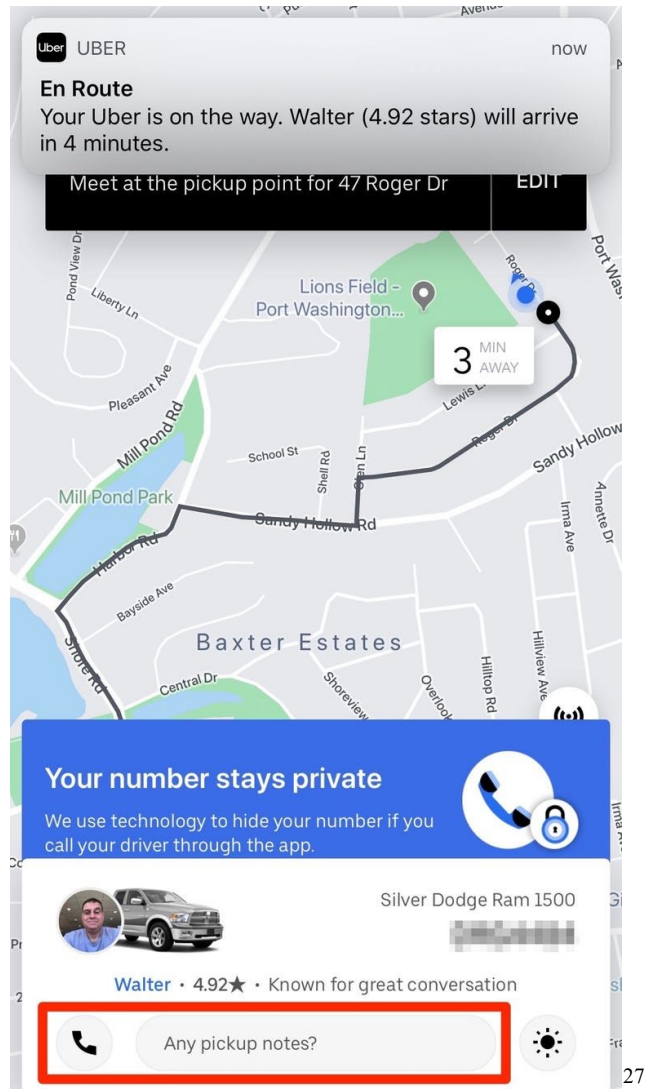 Avenue
Uber UBER now
En Route
Your Uber is on the way. Walter (4.92 stars) will arrive
in 4 minutes.
Meet at the pickup point for 47 Roger Dr EDIT
Pond View Dr
Liberty Ln
Lions Field -
Port Washington...
Roger Dr
Port Was
3 MIN
AWAY
Pleasant Ave
Lewis L
Mill Pond Rd
Roger Dr
Sandy Hollow
School St
Shell Rd
Glen Ln
Mill Pond Park
Sandy Hollow Rd
Annette Dr
Irma Ave
Harbor Rd
Bayside Ave
Baxter Estates
Shore Rd
Central Dr
Shoreview
Overlook
Hilltop Rd
Hillview Ave
Your number stays private
We use technology to hide your number if you
call your driver through the app.
Irma A
Silver Dodge Ram 1500
Walter • 4.92★ • Known for great conversation
Any pickup notes?
27